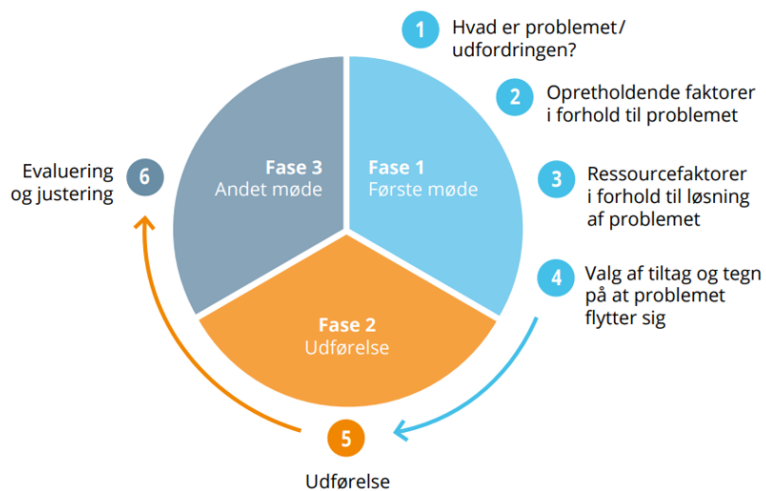 1
Hvad er problemet/
udfordringen?
2
Opretholdende faktorer
i forhold til problemet
3
Ressourcefaktorer
i forhold til løsning
af problemet
4
Valg af tiltag og tegn
på at problemet
flytter sig
Fase 1
Første møde
Fase 2
Udførelse
5
Udførelse
Fase 3
Andet møde
6
Evaluering
og justering